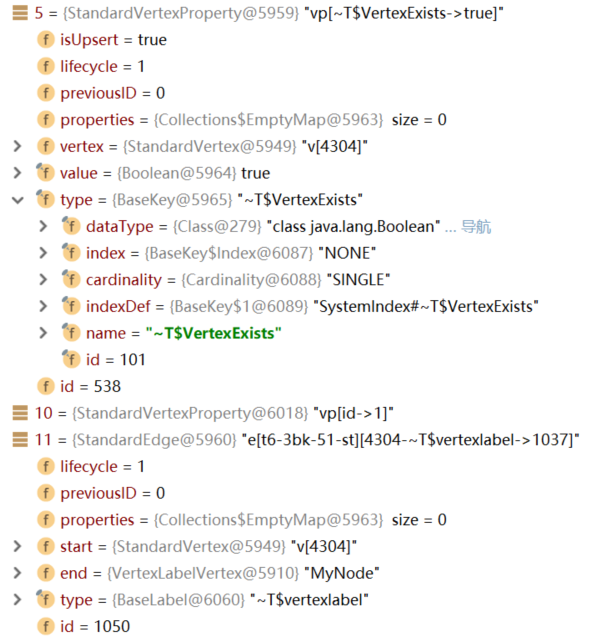 5 = {StandardVertexProperty@5959} "vp[~T$VertexExists->true]"
f isUpsert = true
f lifecycle = 1
f previousID = 0
f properties = {Collections$EmptyMap@5963} size = 0
f vertex = {StandardVertex@5949} "v[4304]"
f value = {Boolean@5964} true
f type = {BaseKey@5965} "~T$VertexExists"
f dataType = {Class@279} "class java.lang.Boolean" ... 导航
f index = {BaseKey$Index@6087} "NONE"
f cardinality = {Cardinality@6088} "SINGLE"
f indexDef = {BaseKey$1@6089} "SystemIndex#~T$VertexExists"
f name = "~T$VertexExists"
f id = 101
f id = 538
10 = {StandardVertexProperty@6018} "vp[id->1]"
11 = {StandardEdge@5960} "e[t6-3bk-51-st][4304-~T$vertexlabel->1037]"
f lifecycle = 1
f previousID = 0
f properties = {Collections$EmptyMap@5963} size = 0
f start = {StandardVertex@5949} "v[4304]"
f end = {VertexLabelVertex@5910} "MyNode"
f type = {BaseLabel@6060} "~T$vertexlabel"
f id = 1050